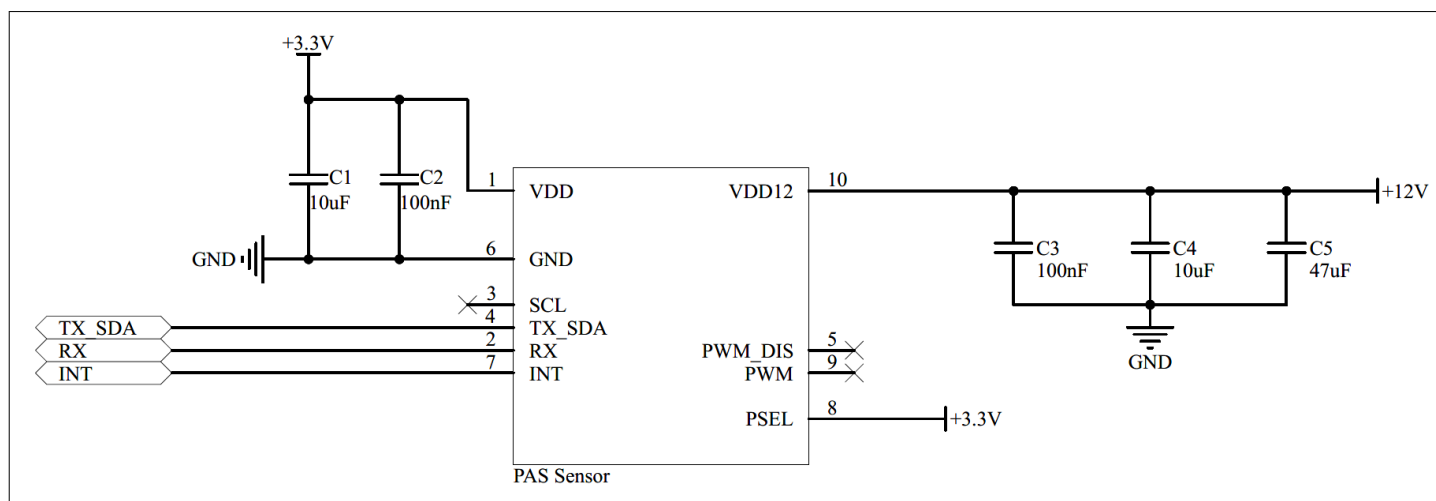 +3.3V
C1
10uF
C2
100nF
1
VDD
VDD12
10
+12V
GND
6
GND
C3
100nF
C4
10uF
C5
47uF
3
SCL
TX_SDA
4
TX_SDA
RX
2
RX
INT
7
INT
PWM_DIS
5
PWM
9
GND
PSEL
8
+3.3V
PAS Sensor